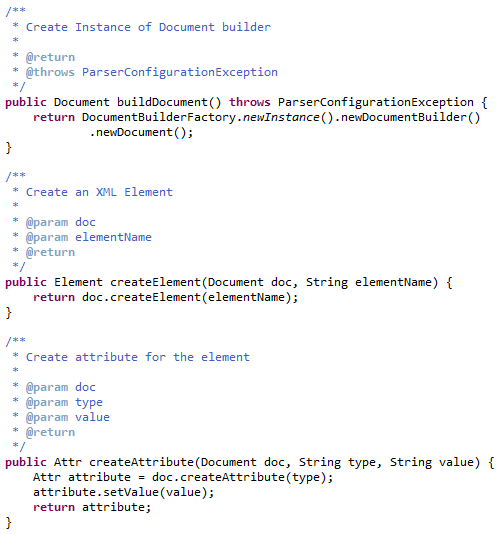 /**
 * Create Instance of Document builder
 *
 * @return
 * @throws ParserConfigurationException
 */
public Document buildDocument() throws ParserConfigurationException {
    return DocumentBuilderFactory.newInstance().newDocumentBuilder()
            .newDocument();
}

/**
 * Create an XML Element
 *
 * @param doc
 * @param elementName
 * @return
 */
public Element createElement(Document doc, String elementName) {
    return doc.createElement(elementName);
}

/**
 * Create attribute for the element
 *
 * @param doc
 * @param type
 * @param value
 * @return
 */
public Attr createAttribute(Document doc, String type, String value) {
    Attr attribute = doc.createAttribute(type);
    attribute.setValue(value);
    return attribute;
}